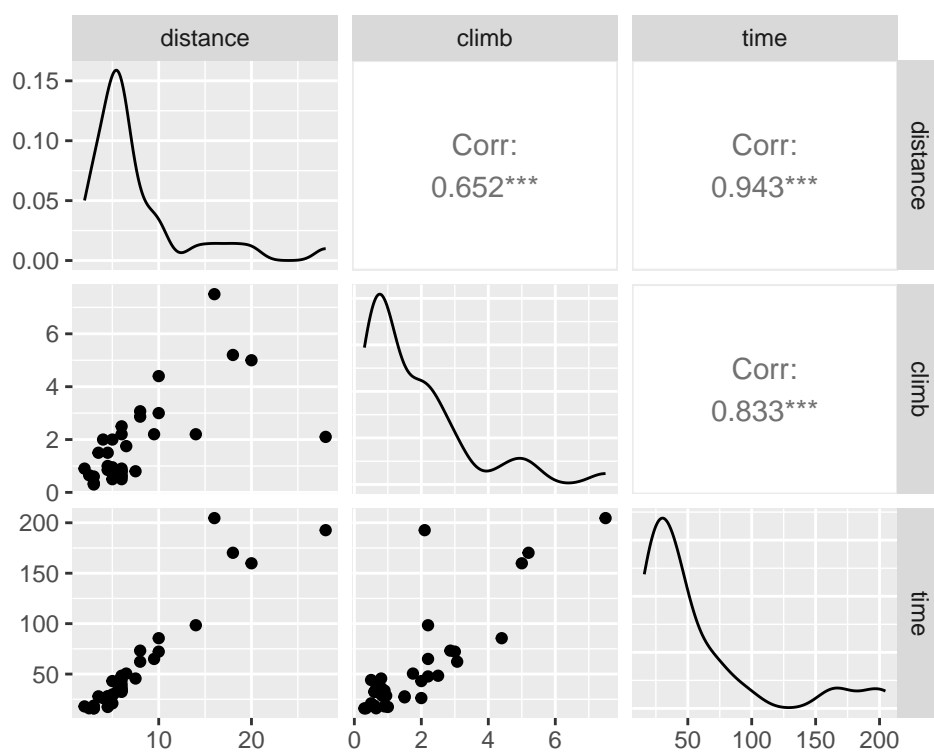 distance climb time
0.15
0.10
0.05
0.00
Corr:
0.652***
Corr:
0.943***
distance
6
4
2
0
Corr:
0.833***
climb
200
150
100
50
time
10 20 0 2 4 6 50 100 150 200